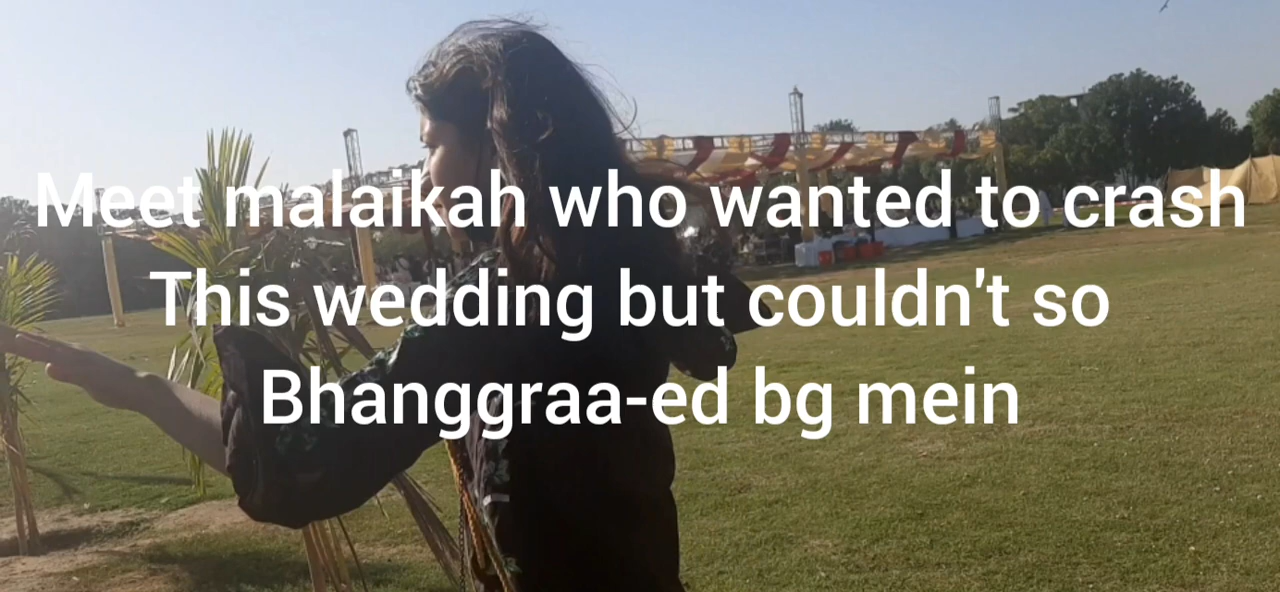 Meet malaikah who wanted to crash
This wedding but couldn't so
Bhanggraa-ed bg mein